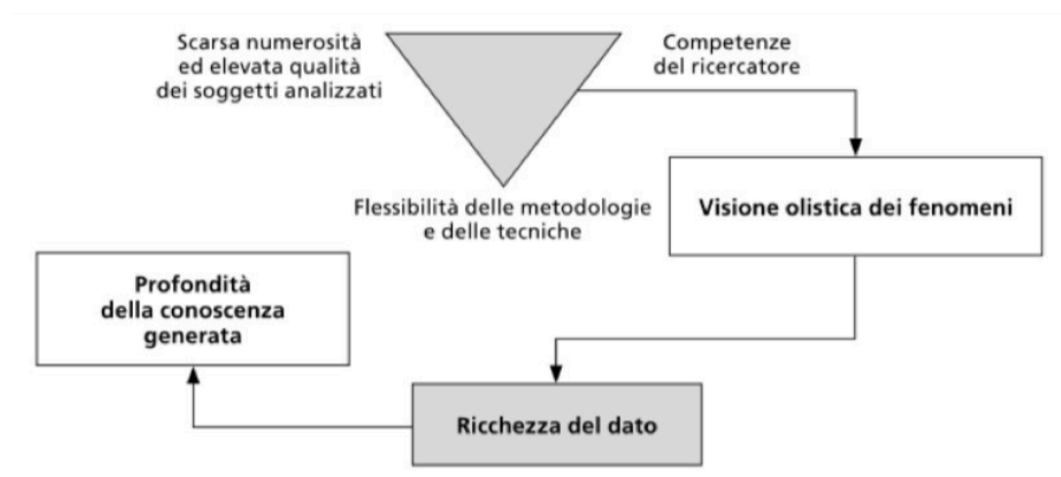 Scarsa numerosità
ed elevata qualità
dei soggetti analizzati
Competenze
del ricercatore
Flessibilità delle metodologie
e delle tecniche
Visione olistica dei fenomeni
Profondità
della conoscenza
generata
Ricchezza del dato